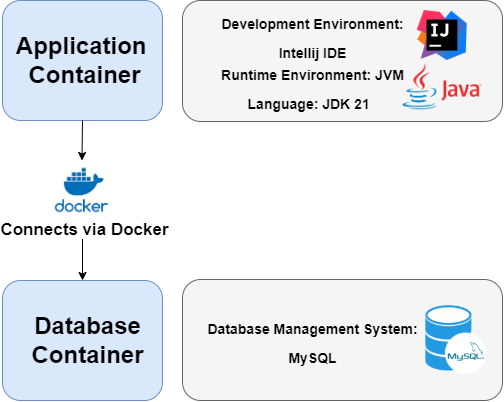 Application
Container
Development Environment:
Intellij IDE
Runtime Environment: JVM
Language: JDK 21
IJ
Java
docker
Connects via Docker
Database
Container
Database Management System:
MySQL
MySQL